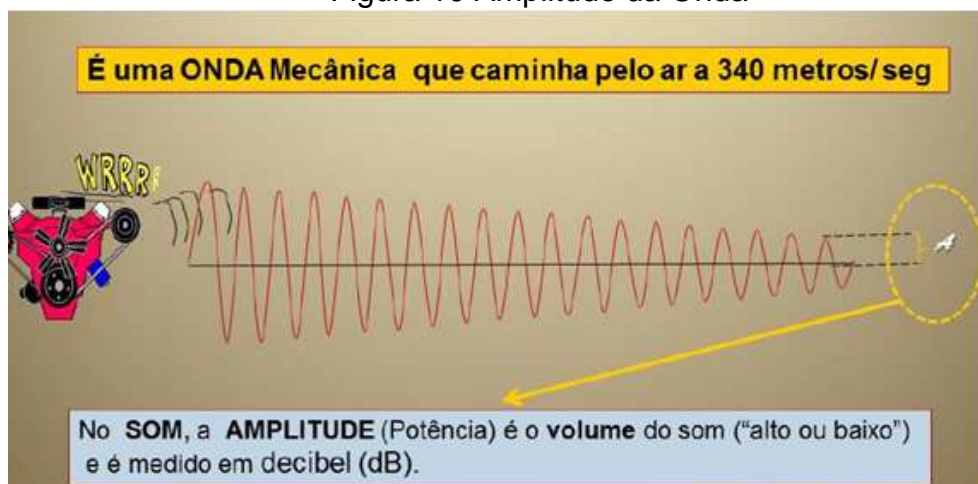 É uma ONDA Mecânica que caminha pelo ar a 340 metros/ seg
WRRR
A
No SOM, a AMPLITUDE (Potência) é o volume do som ("alto ou baixo")
e é medido em decibel (dB).